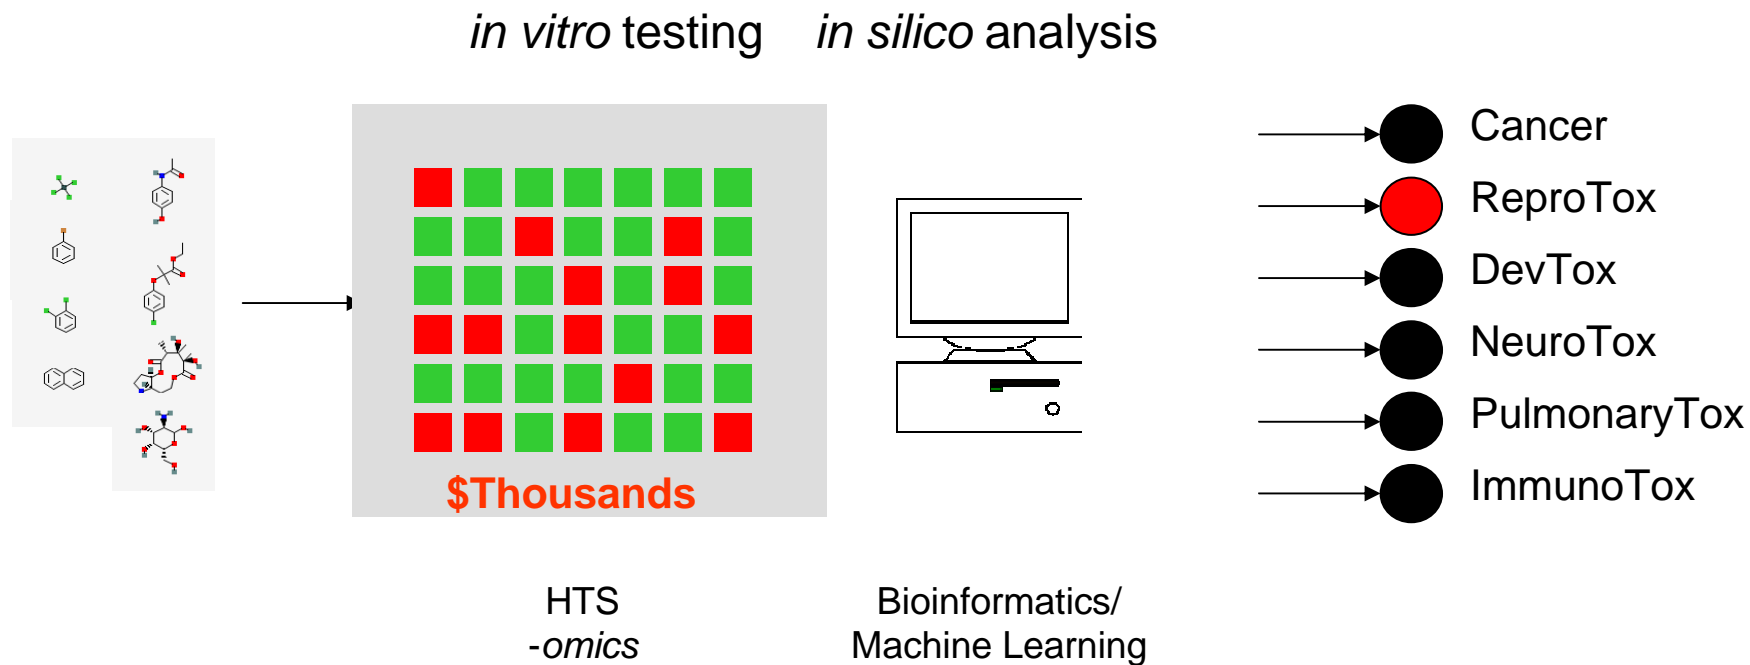 in vitro testing in silico analysis
Cancer
ReproTox
DevTox
NeuroTox
PulmonaryTox
ImmunoTox
$Thousands
HTS
-omics
Bioinformatics/
Machine Learning